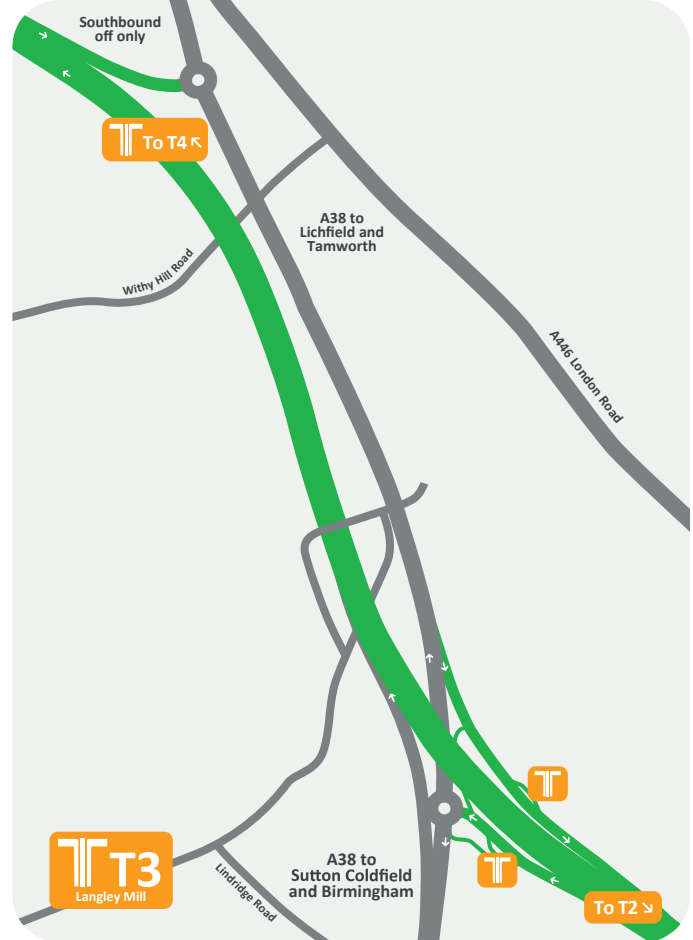 Southbound
off only
To T4
A38 to
Lichfield and
Tamworth
Withy Hill Road
A446 London Road
T3
Langley Mill
A38 to
Sutton Coldfield
and Birmingham
Lindridge Road
To T2